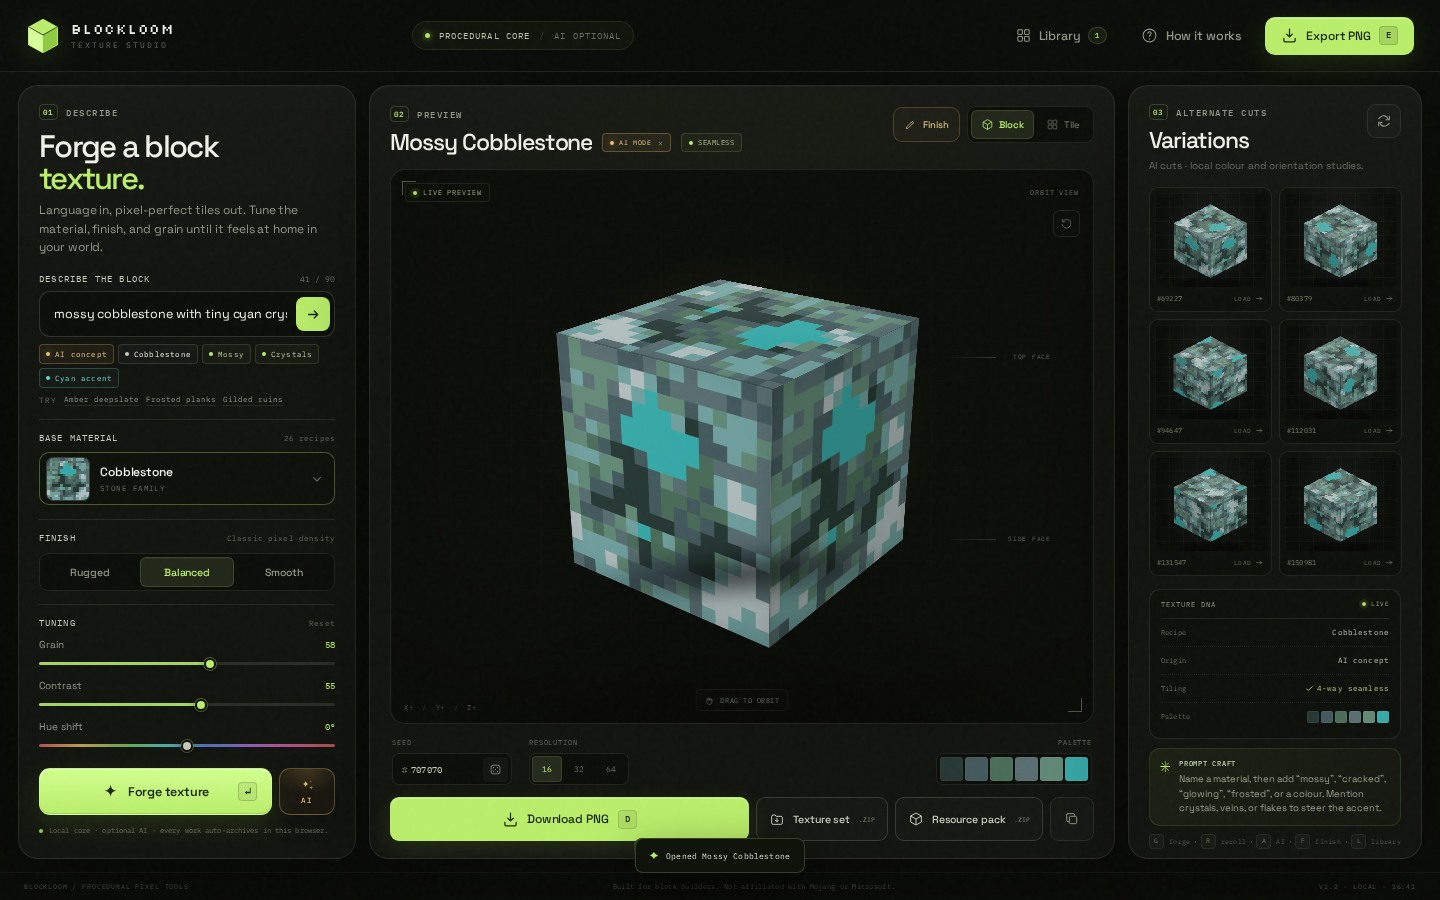 BLOCKLOOM
TEXTURE STUDIO
PROCEDURAL CORE / AI OPTIONAL
Library 1
How it works
Export PNG E
01 DESCRIBE
Forge a block
texture.
Language in, pixel-perfect tiles out. Tune the
material, finish, and grain until it feels at home in
your world.
DESCRIBE THE BLOCK 41 / 90
mossy cobblestone with tiny cyan crys
AI concept Cobblestone Mossy Crystals
Cyan accent
TRY Amber deepslate Frosted planks Gilded ruins
BASE MATERIAL 26 recipes
Cobblestone
STONE FAMILY
FINISH Classic pixel density
Rugged Balanced Smooth
TUNING Reset
Grain 58
Contrast 55
Hue shift 0°
Forge texture
AI
Local core · optional AI · every work auto-archives in this browser.
02 PREVIEW
Mossy Cobblestone AI MODE × SEAMLESS
Finish Block Tile
LIVE PREVIEW
ORBIT VIEW
TOP FACE
SIDE FACE
X+ / Y+ / Z+
DRAG TO ORBIT
SEED
# 707070
RESOLUTION
16 32 64
PALETTE
Download PNG D
Texture set .ZIP
Resource pack .ZIP
Opened Mossy Cobblestone
03 ALTERNATE CUTS
Variations
AI cuts · local colour and orientation studies.
#69227 LOAD →
#80379 LOAD →
#94647 LOAD →
#112031 LOAD →
#131547 LOAD →
#150981 LOAD →
TEXTURE DNA LIVE
Recipe Cobblestone
Origin AI concept
Tiling 4-way seamless
Palette
PROMPT CRAFT
Name a material, then add “mossy”, “cracked”,
“glowing”, “frosted”, or a colour. Mention
crystals, veins, or flakes to steer the accent.
G forge · R reroll · A AI · F finish · L library
BLOCKLOOM / PROCEDURAL PIXEL TOOLS
Built for block builders. Not affiliated with Mojang or Microsoft.
V1.2 · LOCAL · 16:41